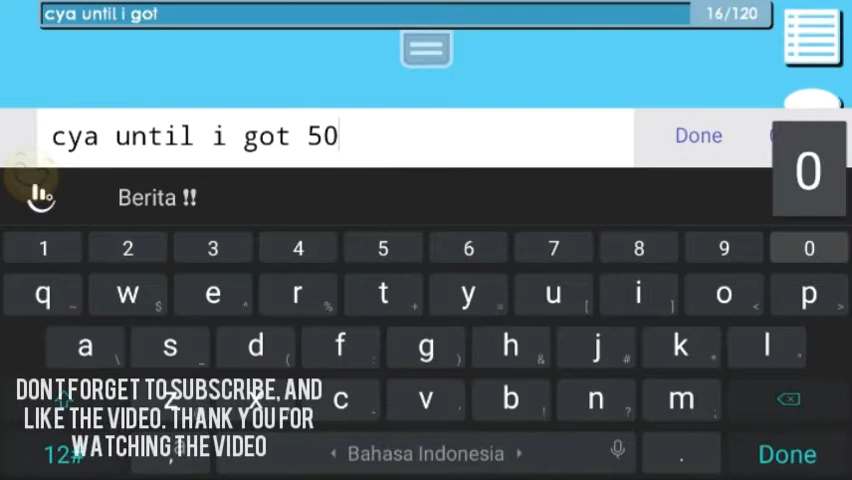 cya until i got
16/120
cya until i got 50
Done
0
Berita !!
1 2 3 4 5 6 7 8 9 0
q w e r t y u i o p
~ $ ^ % + = [ ] < >
a s d f g h j k l
\ _ ( : ) & # *
z x c v b n m
? ;
DONT FORGET TO SUBSCRIBE, AND
LIKE THE VIDEO. THANK YOU FOR
WATCHING THE VIDEO
12# , Bahasa Indonesia . Done